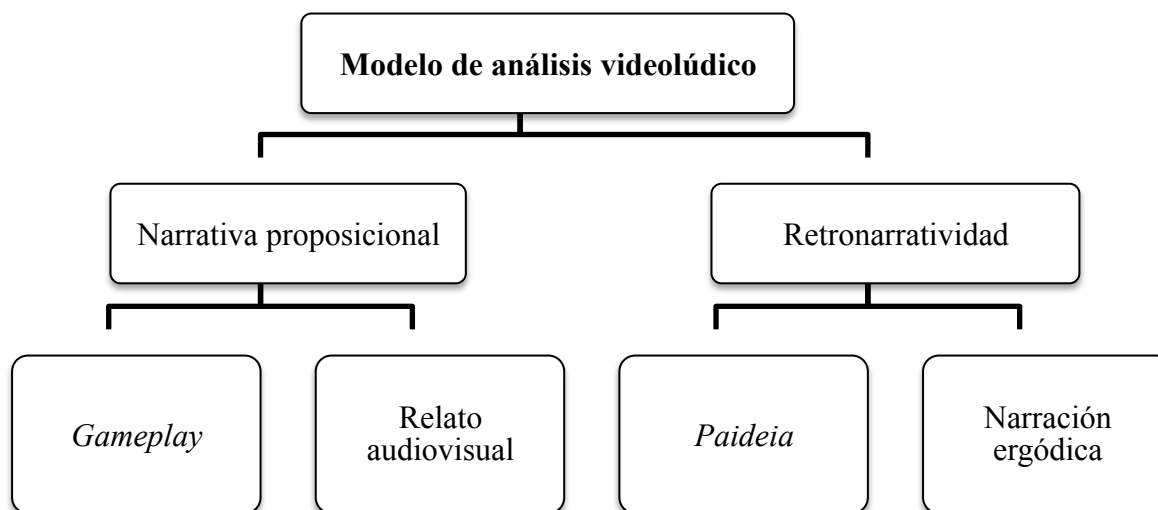 Modelo de análisis videolúdico
Narrativa proposicional
Retronarratividad
Gameplay
Relato
audiovisual
Paideia
Narración
ergódica